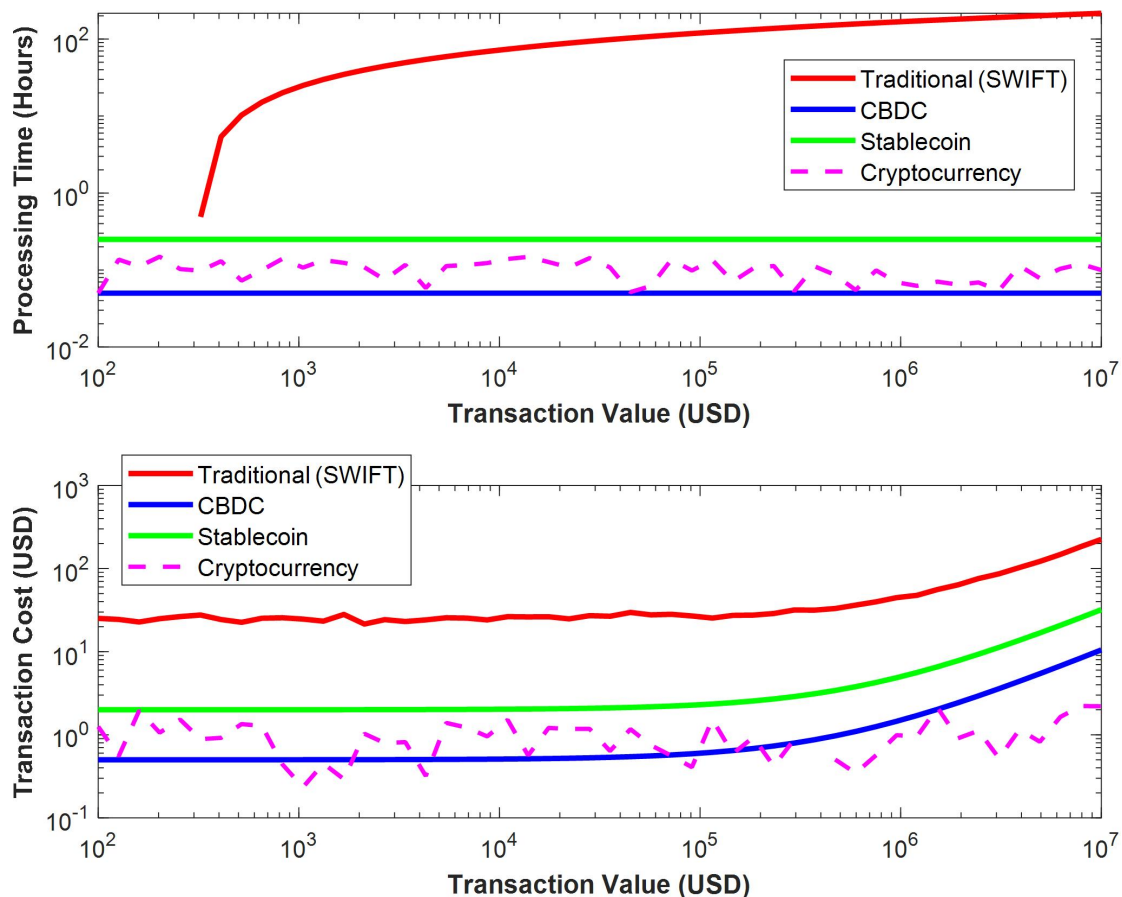 Processing Time (Hours)
10^2
10^0
10^-2
Traditional (SWIFT)
CBDC
Stablecoin
Cryptocurrency
10^2 10^3 10^4 10^5 10^6 10^7
Transaction Value (USD)
Transaction Cost (USD)
10^3
10^2
10^1
10^0
10^-1
Traditional (SWIFT)
CBDC
Stablecoin
Cryptocurrency
10^2 10^3 10^4 10^5 10^6 10^7
Transaction Value (USD)